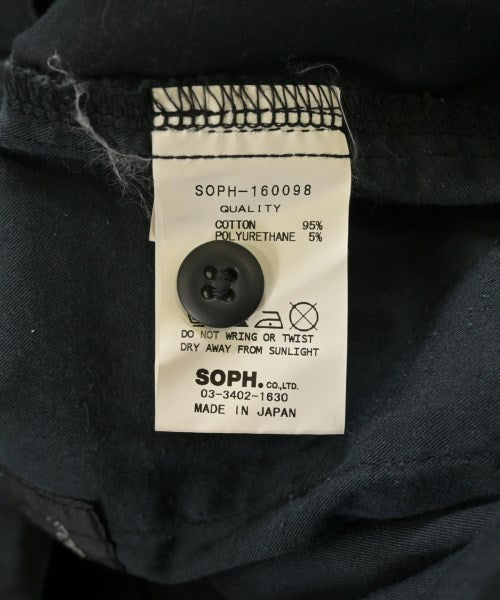 SOPH-160098
QUALITY
COTTON 95%
POLYURETHANE 5%
DO NOT WRING OR TWIST
DRY AWAY FROM SUNLIGHT
SOPH. CO.,LTD.
03-3402-1630
MADE IN JAPAN